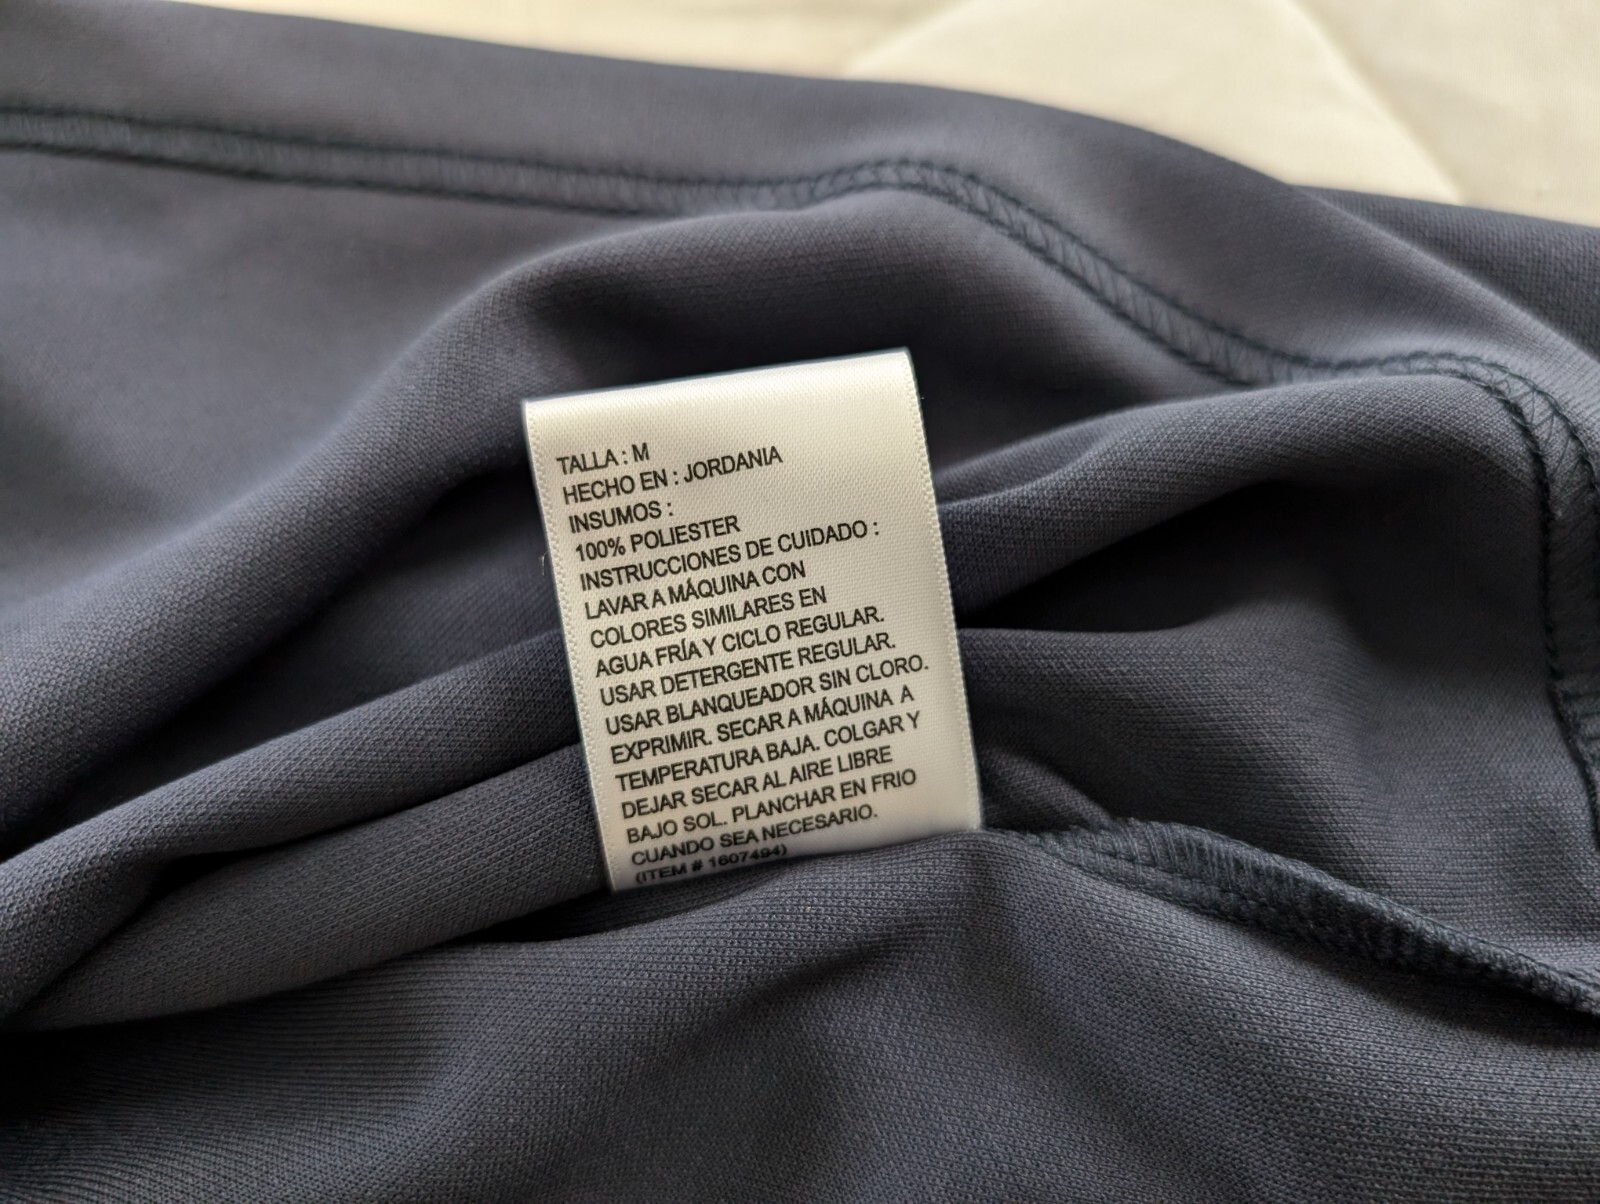 TALLA : M
HECHO EN : JORDANIA
INSUMOS :
100% POLIESTER
INSTRUCCIONES DE CUIDADO :
LAVAR A MÁQUINA CON
COLORES SIMILARES EN
AGUA FRÍA Y CICLO REGULAR.
USAR DETERGENTE REGULAR.
USAR BLANQUEADOR SIN CLORO.
EXPRIMIR. SECAR A MÁQUINA A
TEMPERATURA BAJA. COLGAR Y
DEJAR SECAR AL AIRE LIBRE
BAJO SOL. PLANCHAR EN FRIO
CUANDO SEA NECESARIO.
(ITEM # 1607494)